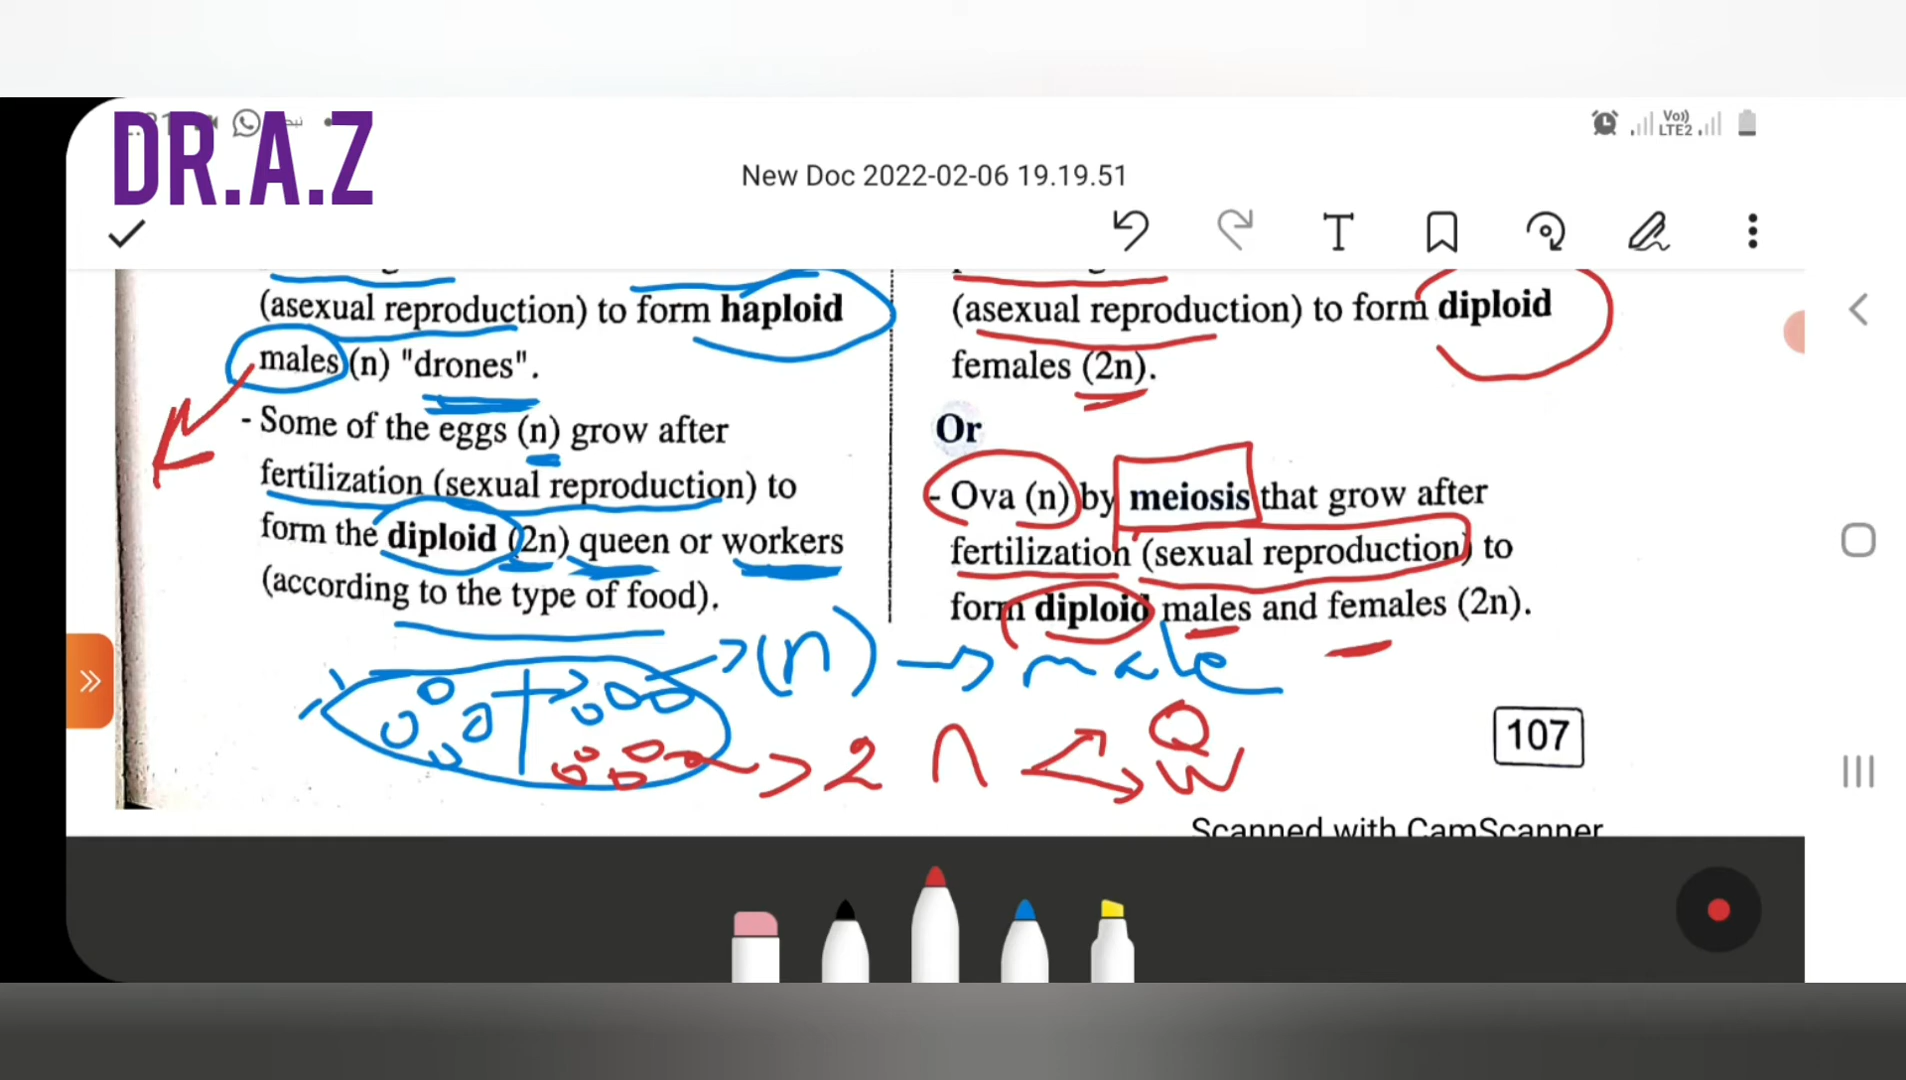 DR.A.Z
Vo))
LTE2
New Doc 2022-02-06 19.19.51
T
(asexual reproduction) to form haploid
males (n) "drones".
- Some of the eggs (n) grow after
fertilization (sexual reproduction) to
form the diploid (2n) queen or workers
(according to the type of food).
(asexual reproduction) to form diploid
females (2n).
Or
- Ova (n) by meiosis that grow after
fertilization (sexual reproduction) to
form diploid males and females (2n).
(n) → male
2 n Q
W
107
Scanned with CamScanner